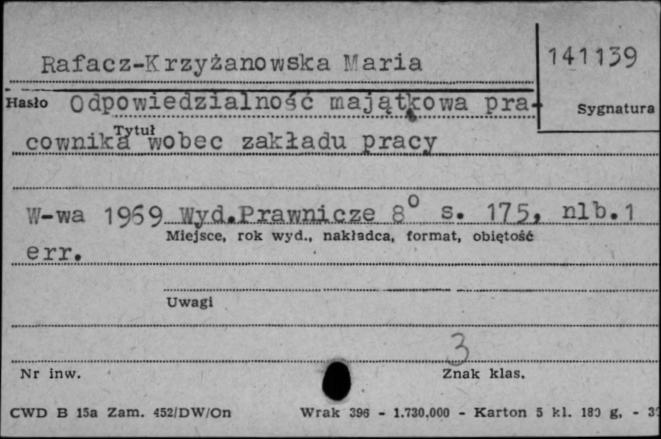 Rafacz-Krzyżanowska Maria
141139
Hasło Odpowiedzialność majątkowa pra-
Sygnatura
Tytuł
cownika wobec zakładu pracy
W-wa 1969 Wyd.Prawnicze 8° s. 175, nlb.1
Miejsce, rok wyd., nakładca, format, objętość
err.
Uwagi
3
Nr inw.
Znak klas.
CWD B 15a Zam. 452/DW/On Wrak 396 - 1.730.000 - Karton 5 kl. 180 g. -